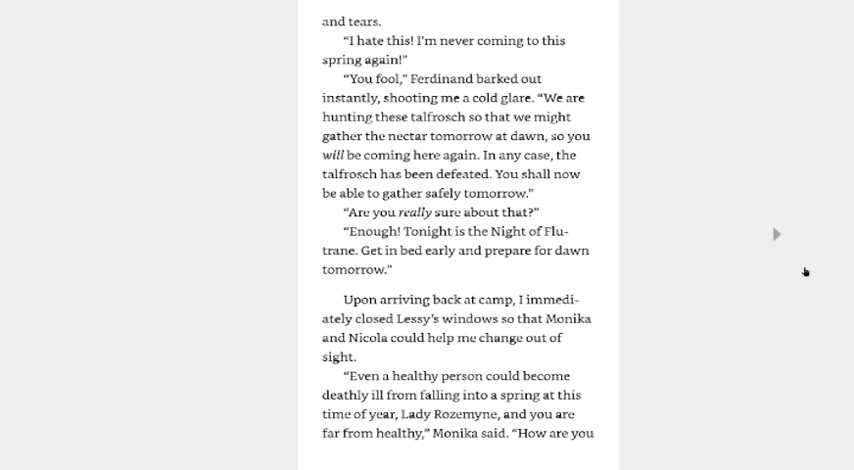 and tears.
“I hate this! I’m never coming to this
spring again!”
“You fool,” Ferdinand barked out
instantly, shooting me a cold glare. “We are
hunting these talfrosch so that we might
gather the nectar tomorrow at dawn, so you
will be coming here again. In any case, the
talfrosch has been defeated. You shall now
be able to gather safely tomorrow.”
“Are you really sure about that?”
“Enough! Tonight is the Night of Flu-
trane. Get in bed early and prepare for dawn
tomorrow.”
Upon arriving back at camp, I immedi-
ately closed Lessy’s windows so that Monika
and Nicola could help me change out of
sight.
“Even a healthy person could become
deathly ill from falling into a spring at this
time of year, Lady Rozemyne, and you are
far from healthy,” Monika said. “How are you